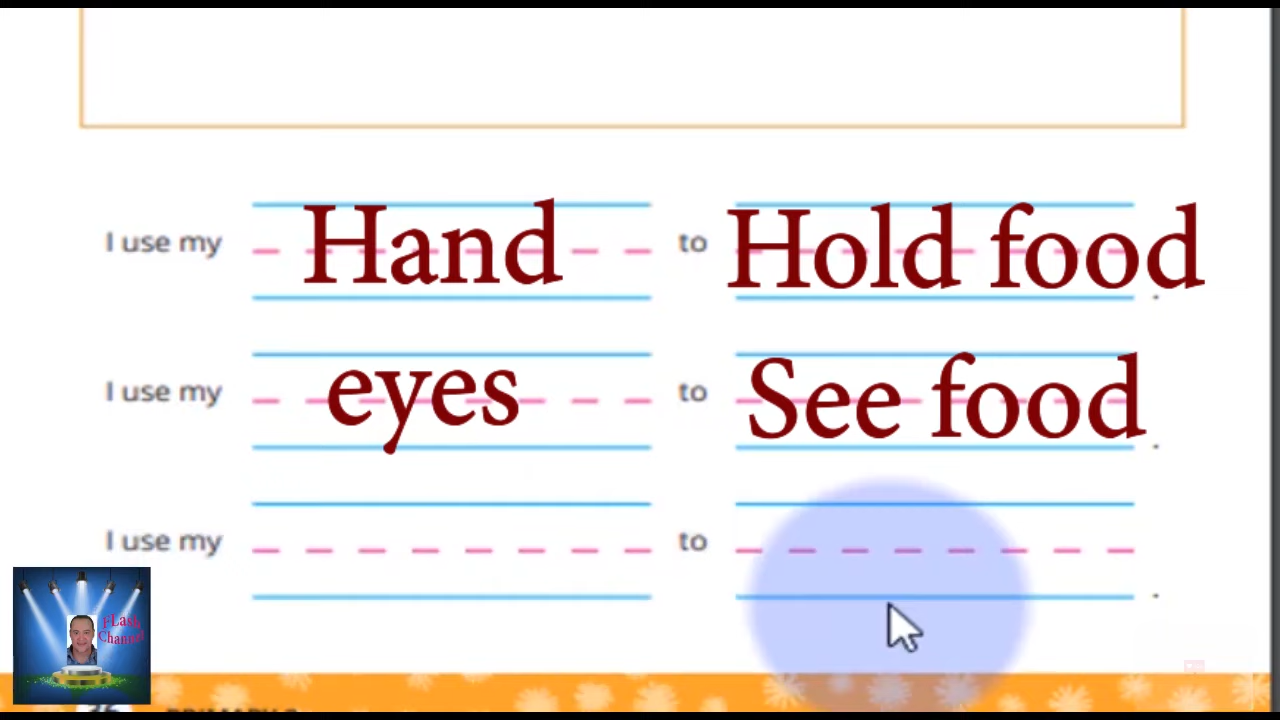 I use my Hand to Hold food.
I use my eyes to See food.
I use my to .
FLash
Channel